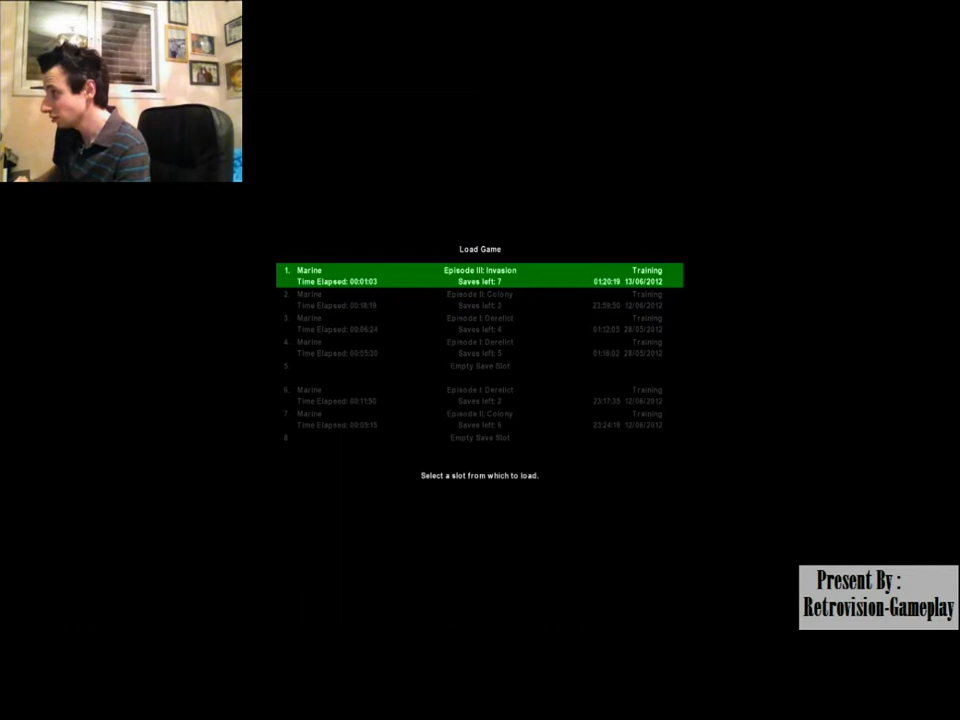 Load Game
1. Marine Episode III: Invasion Training
Time Elapsed: 00:01:03 Saves left: 7 01:20:19 13/06/2012
2. Marine Episode II: Colony Training
Time Elapsed: 00:18:19 Saves left: 3 23:59:50 12/06/2012
3. Marine Episode I: Derelict Training
Time Elapsed: 00:06:24 Saves left: 4 01:12:05 28/05/2012
4. Marine Episode I: Derelict Training
Time Elapsed: 00:05:20 Saves left: 5 01:16:02 28/05/2012
5. Empty Save Slot
6. Marine Episode I: Derelict Training
Time Elapsed: 00:11:50 Saves left: 2 23:17:35 12/06/2012
7 Marine Episode II: Colony Training
Time Elapsed: 00:05:15 Saves left: 6 23:24:19 12/06/2012
8 Empty Save Slot
Select a slot from which to load.
Present By :
Retrovision-Gameplay